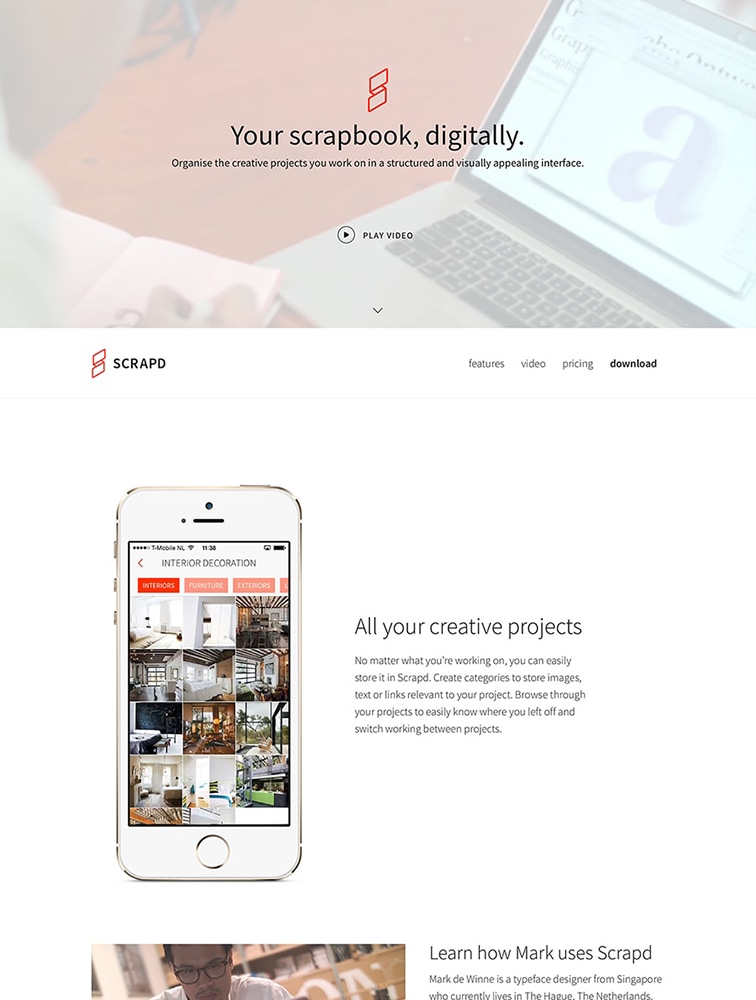 Your scrapbook, digitally.
Organise the creative projects you work on in a structured and visually appealing interface.
PLAY VIDEO
SCRAPD
features video pricing download
T-Mobile NL 11:38
INTERIOR DECORATION
INTERIORS FURNITURE EXTERIORS
All your creative projects
No matter what you’re working on, you can easily
store it in Scrapd. Create categories to store images,
text or links relevant to your project. Browse through
your projects to easily know where you left off and
switch working between projects.
Learn how Mark uses Scrapd
Mark de Winne is a typeface designer from Singapore
who currently lives in The Hague, The Netherlands.